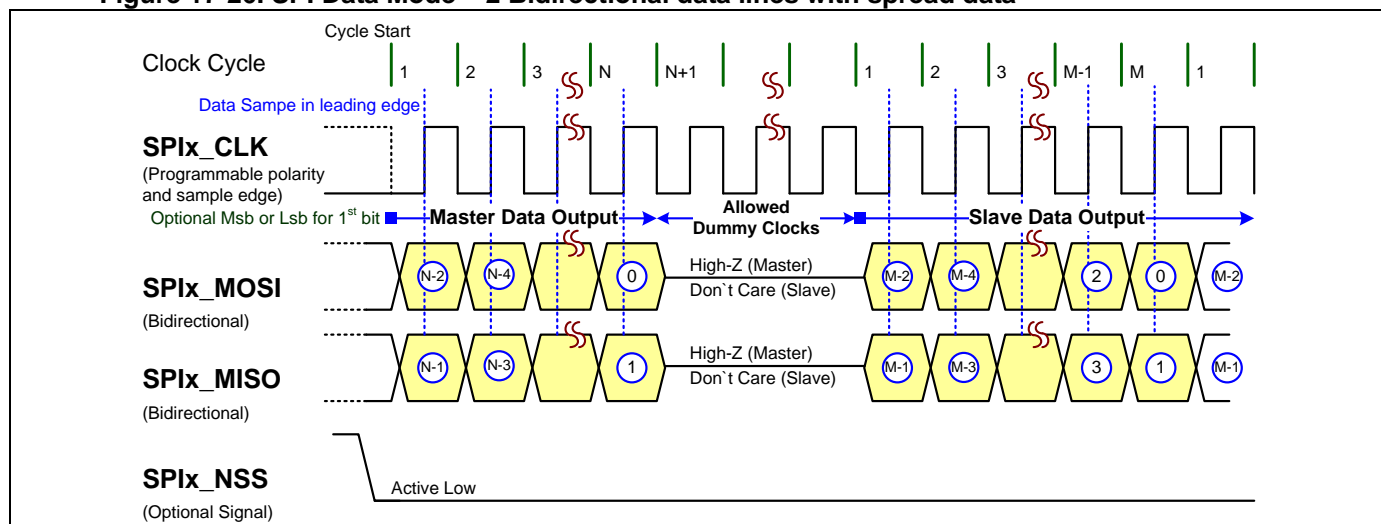 Figure 17-20. SPI Data Mode – 2 Bidirectional data lines with spread data
Cycle Start
Clock Cycle
1 2 3 N N+1 1 2 3 M-1 M 1
Data Sampe in leading edge
SPIx_CLK
(Programmable polarity
and sample edge)
Optional Msb or Lsb for 1st bit
Master Data Output
Allowed
Dummy Clocks
Slave Data Output
SPIx_MOSI
(Bidirectional)
N-2 N-4 0
High-Z (Master)
Don`t Care (Slave)
M-2 M-4 2 0 M-2
SPIx_MISO
(Bidirectional)
N-1 N-3 1
High-Z (Master)
Don`t Care (Slave)
M-1 M-3 3 1 M-1
SPIx_NSS
(Optional Signal)
Active Low